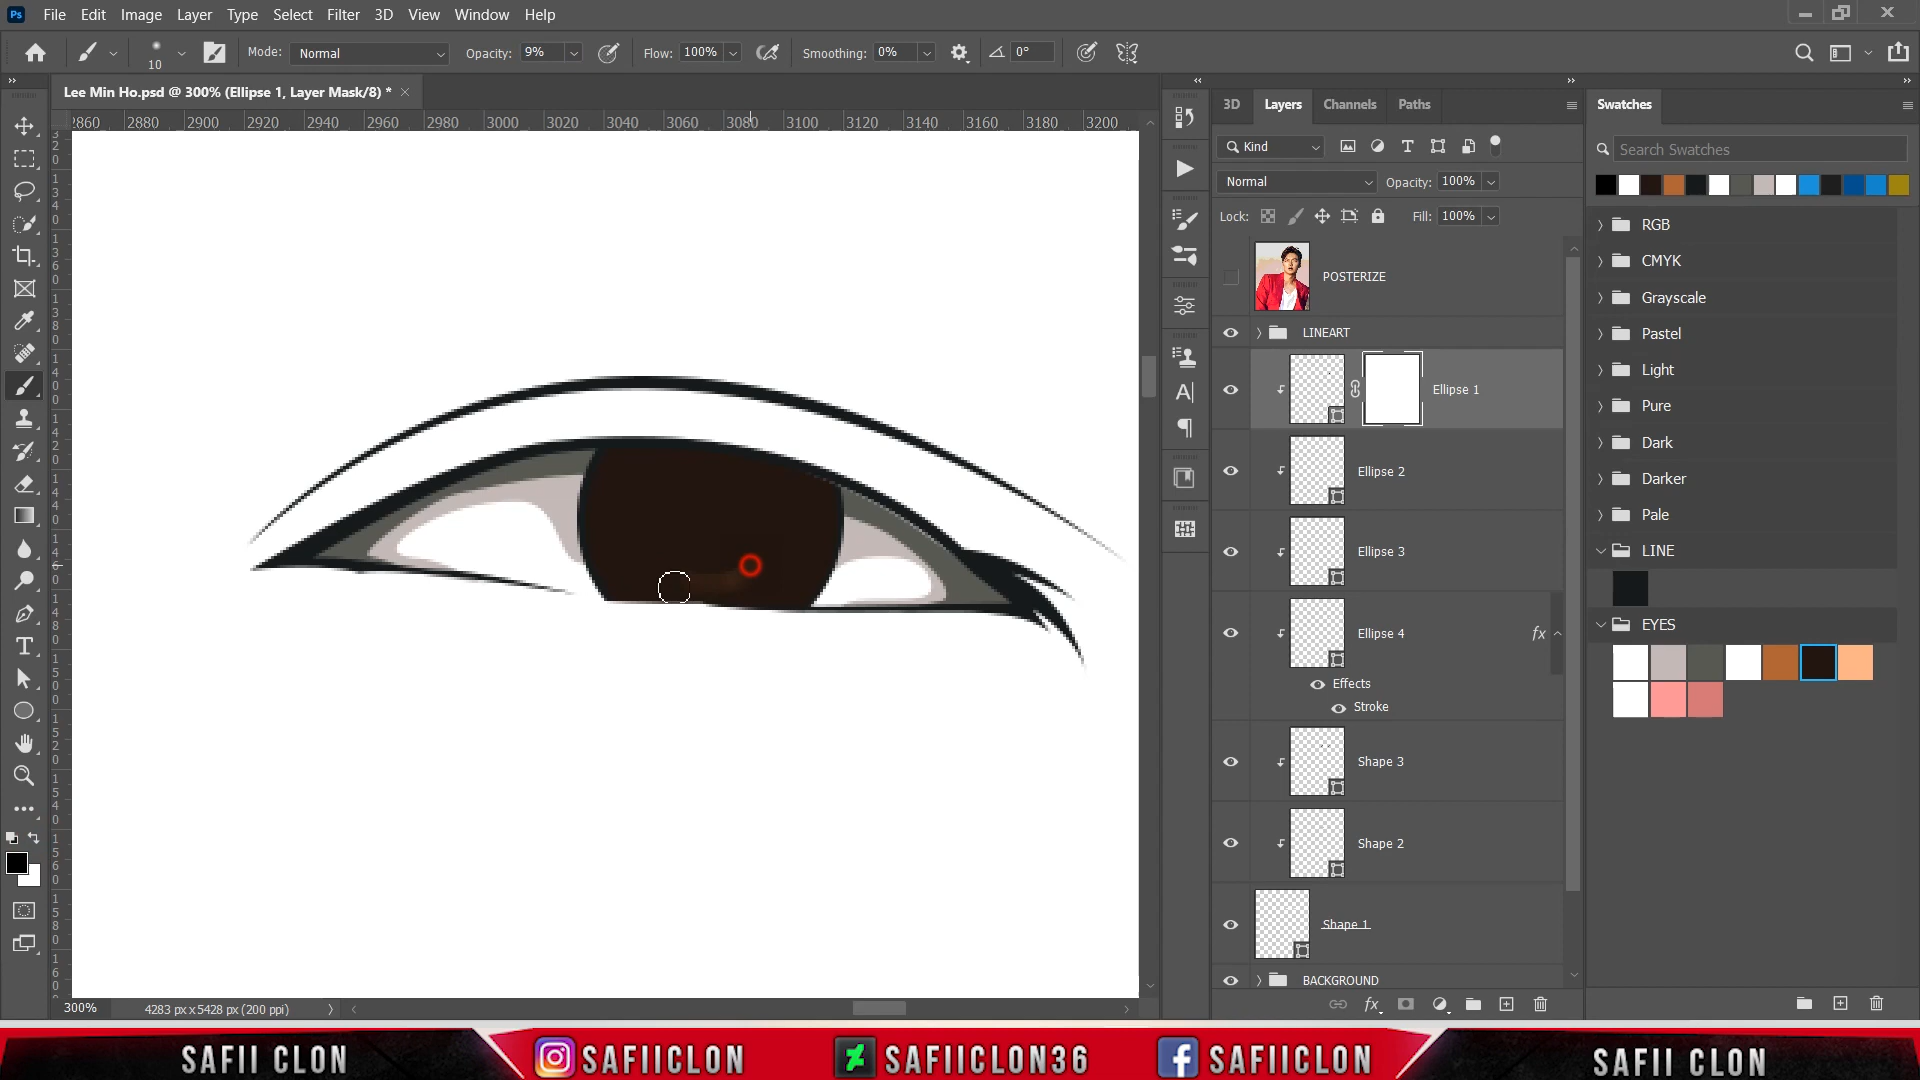 Ps File Edit Image Layer Type Select Filter 3D View Window Help
10 Mode: Normal Opacity: 9% Flow: 100% Smoothing: 0% 0°
Lee Min Ho.psd @ 300% (Ellipse 1, Layer Mask/8) * ×
2860 2880 2900 2920 2940 2960 2980 3000 3020 3040 3060 3080 3100 3120 3140 3160 3180 3200
3D Layers Channels Paths
Kind
Normal Opacity: 100%
Lock: Fill: 100%
POSTERIZE
LINEART
Ellipse 1
Ellipse 2
Ellipse 3
Ellipse 4 fx
Effects
Stroke
Shape 3
Shape 2
Shape 1
BACKGROUND
Swatches
Search Swatches
RGB
CMYK
Grayscale
Pastel
Light
Pure
Dark
Darker
Pale
LINE
EYES
300% 4283 px x 5428 px (200 ppi)
SAFII CLON SAFIICLON SAFIICLON36 SAFIICLON SAFII CLON